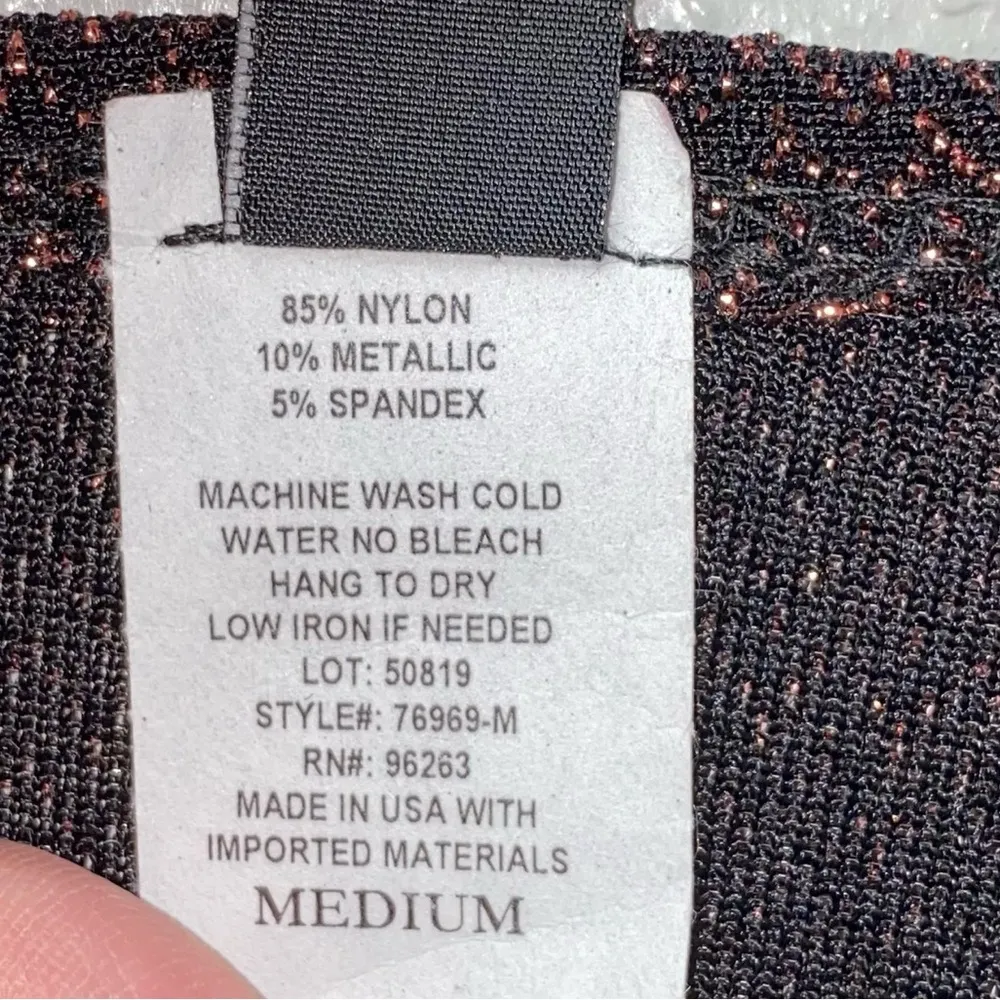 85% NYLON
10% METALLIC
5% SPANDEX
MACHINE WASH COLD
WATER NO BLEACH
HANG TO DRY
LOW IRON IF NEEDED
LOT: 50819
STYLE#: 76969-M
RN#: 96263
MADE IN USA WITH
IMPORTED MATERIALS
MEDIUM